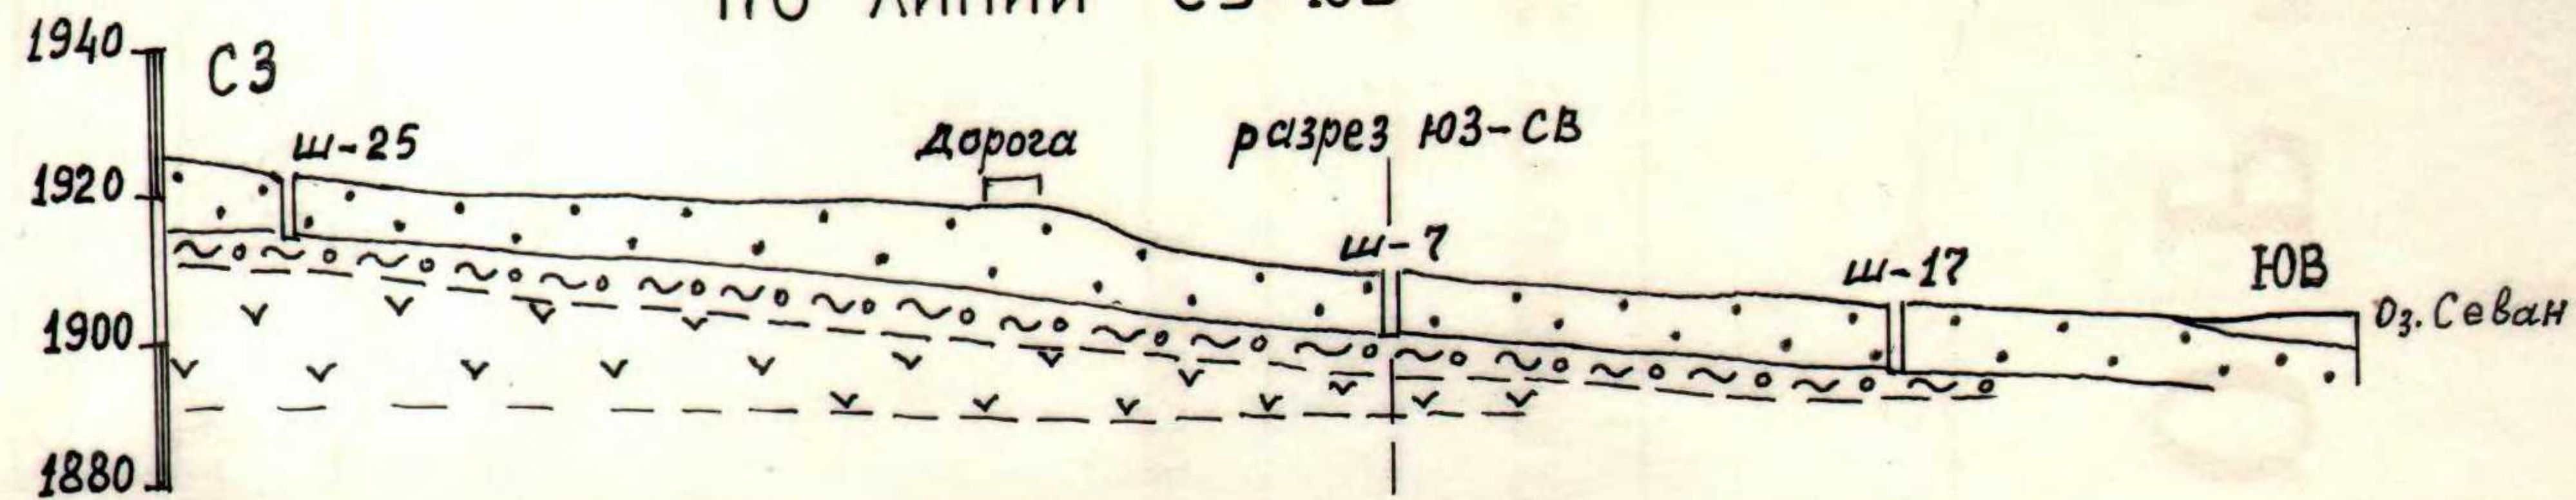 по линии СЗ-ЮВ
1940
СЗ
ш-25
дорога
разрез ЮЗ-СВ
1920
ш-7
ш-17
ЮВ
Оз. Севан
1900
1880